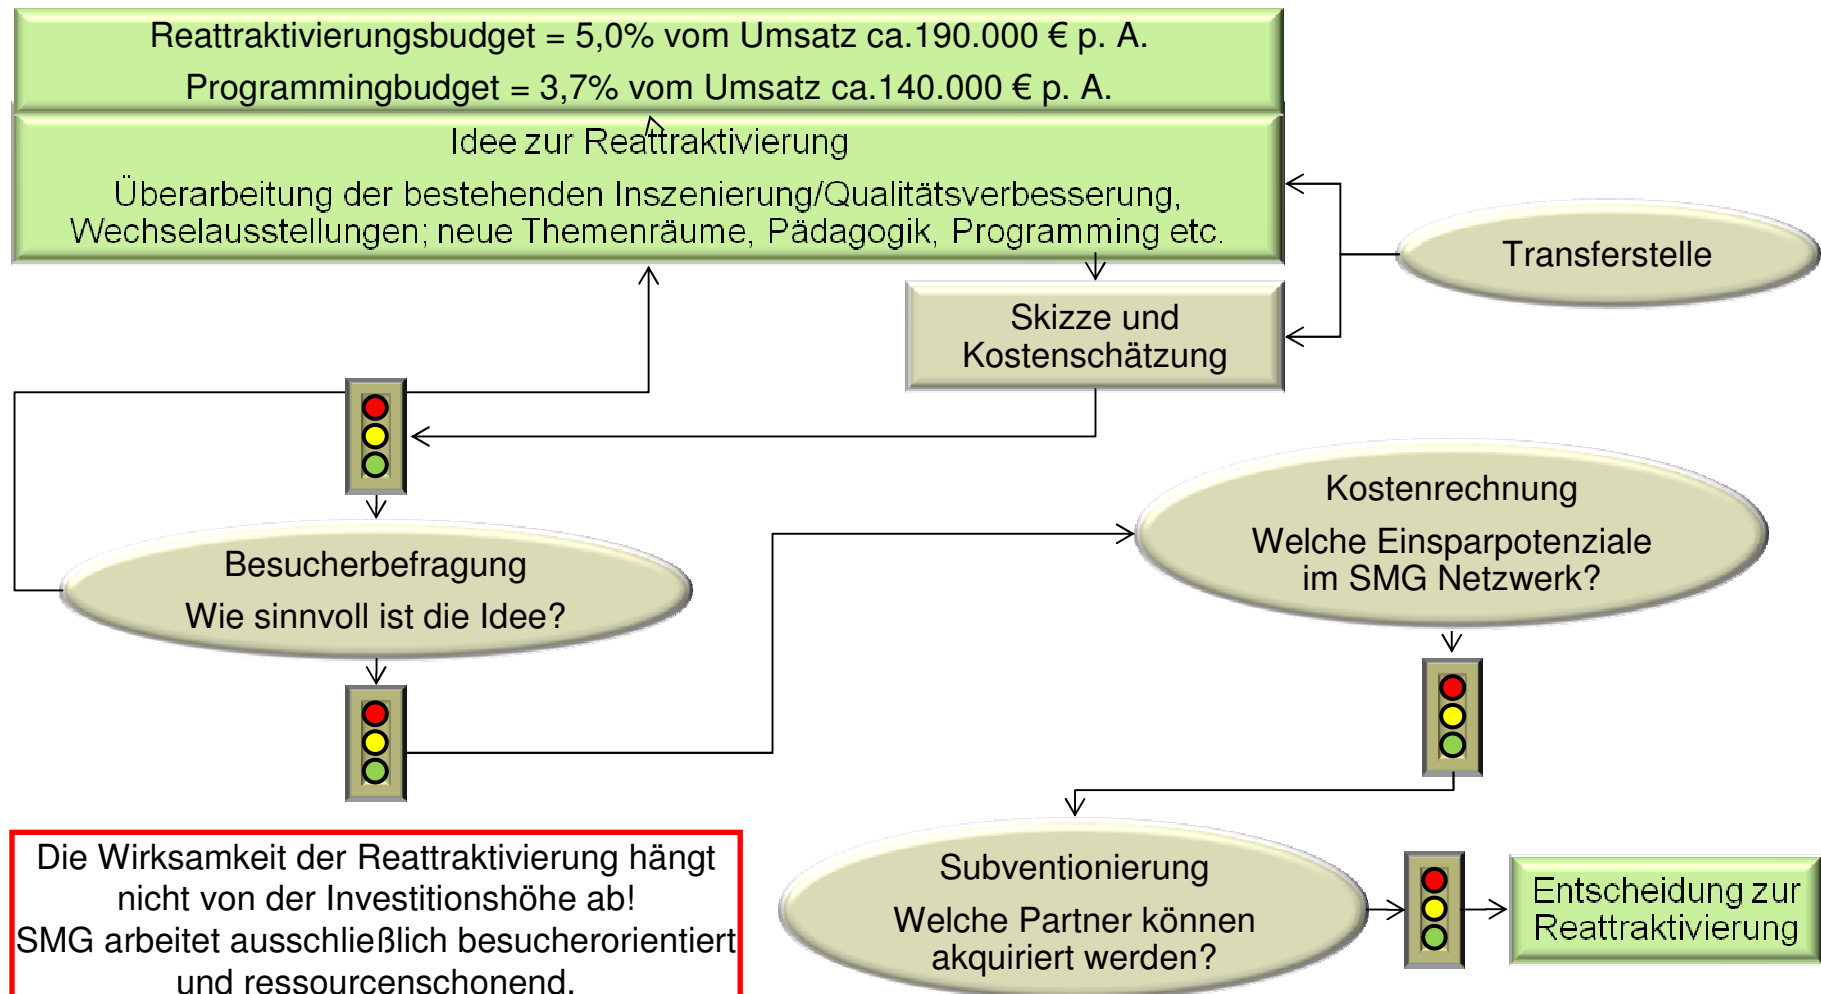 Reattraktivierungsbudget = 5,0% vom Umsatz ca.190.000 € p. A.
Programmingbudget = 3,7% vom Umsatz ca.140.000 € p. A.
Idee zur Reattraktivierung
Überarbeitung der bestehenden Inszenierung/Qualitätsverbesserung,
Wechselausstellungen; neue Themenräume, Pädagogik, Programming etc.
Transferstelle
Skizze und
Kostenschätzung
Kostenrechnung
Welche Einsparpotenziale
im SMG Netzwerk?
Besucherbefragung
Wie sinnvoll ist die Idee?
Die Wirksamkeit der Reattraktivierung hängt
nicht von der Investitionshöhe ab!
SMG arbeitet ausschließlich besucherorientiert
und ressourcenschonend.
Subventionierung
Welche Partner können
akquiriert werden?
Entscheidung zur
Reattraktivierung